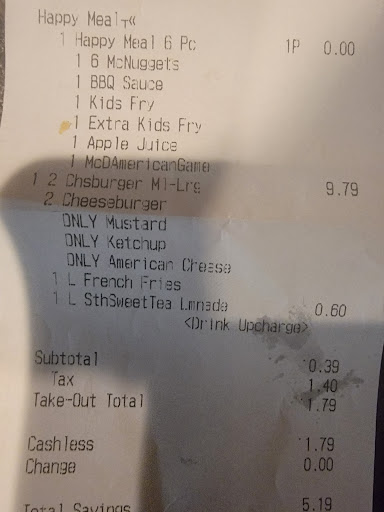 Happy Meal
1 Happy Meal 6 Pc 1P 0.00
1 6 McNuggets
1 BBQ Sauce
1 Kids Fry
1 Extra Kids Fry
1 Apple Juice
1 McDAmericanGame
1 2 Chsburger Ml-Lrg 9.79
2 Cheeseburger
ONLY Mustard
ONLY Ketchup
ONLY American Cheese
1 L French Fries
1 L SthSweetTea Lmnade 0.60
<Drink Upcharge>
Subtotal 0.39
Tax 1.40
Take-Out Total 1.79
Cashless 1.79
Change 0.00
Total Savings 5.19